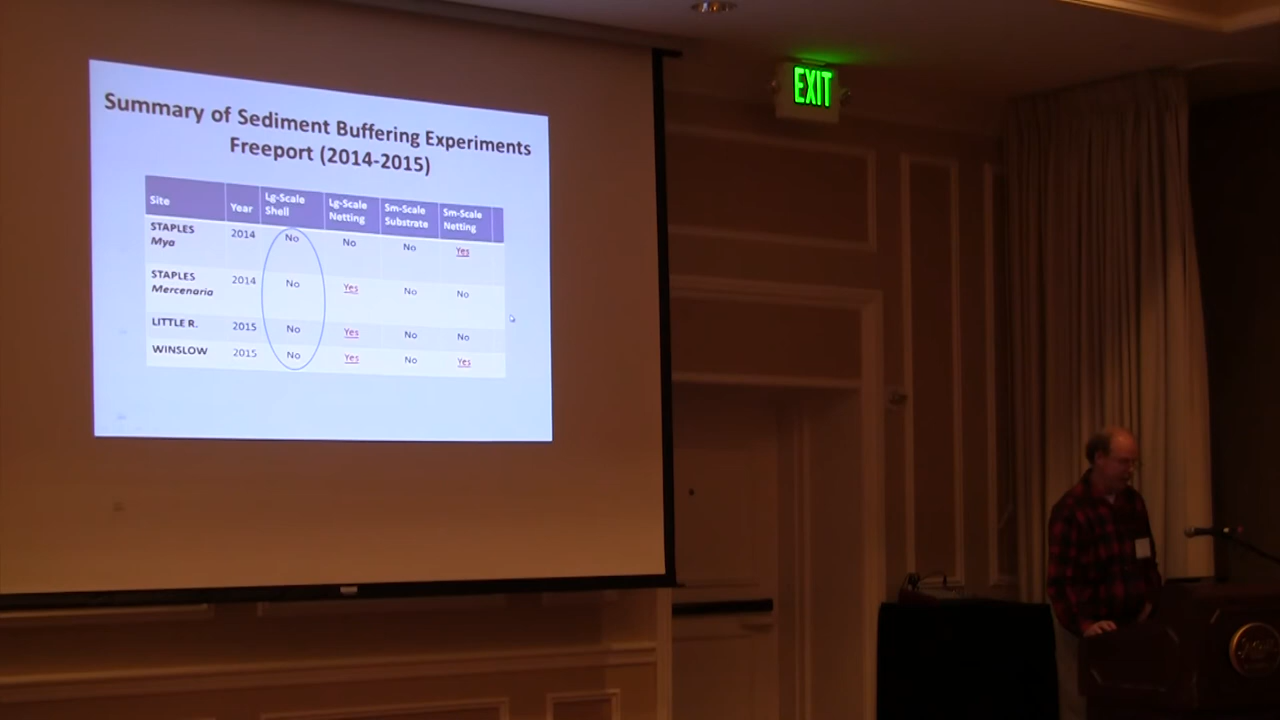 EXIT
Summary of Sediment Buffering Experiments
Freeport (2014-2015)
Site Year Lg-Scale Shell Lg-Scale Netting Sm-Scale Substrate Sm-Scale Netting
STAPLES Mya 2014 No No No Yes
STAPLES Mercenaria 2014 No Yes No No
LITTLE R. 2015 No Yes No No
WINSLOW 2015 No Yes No Yes